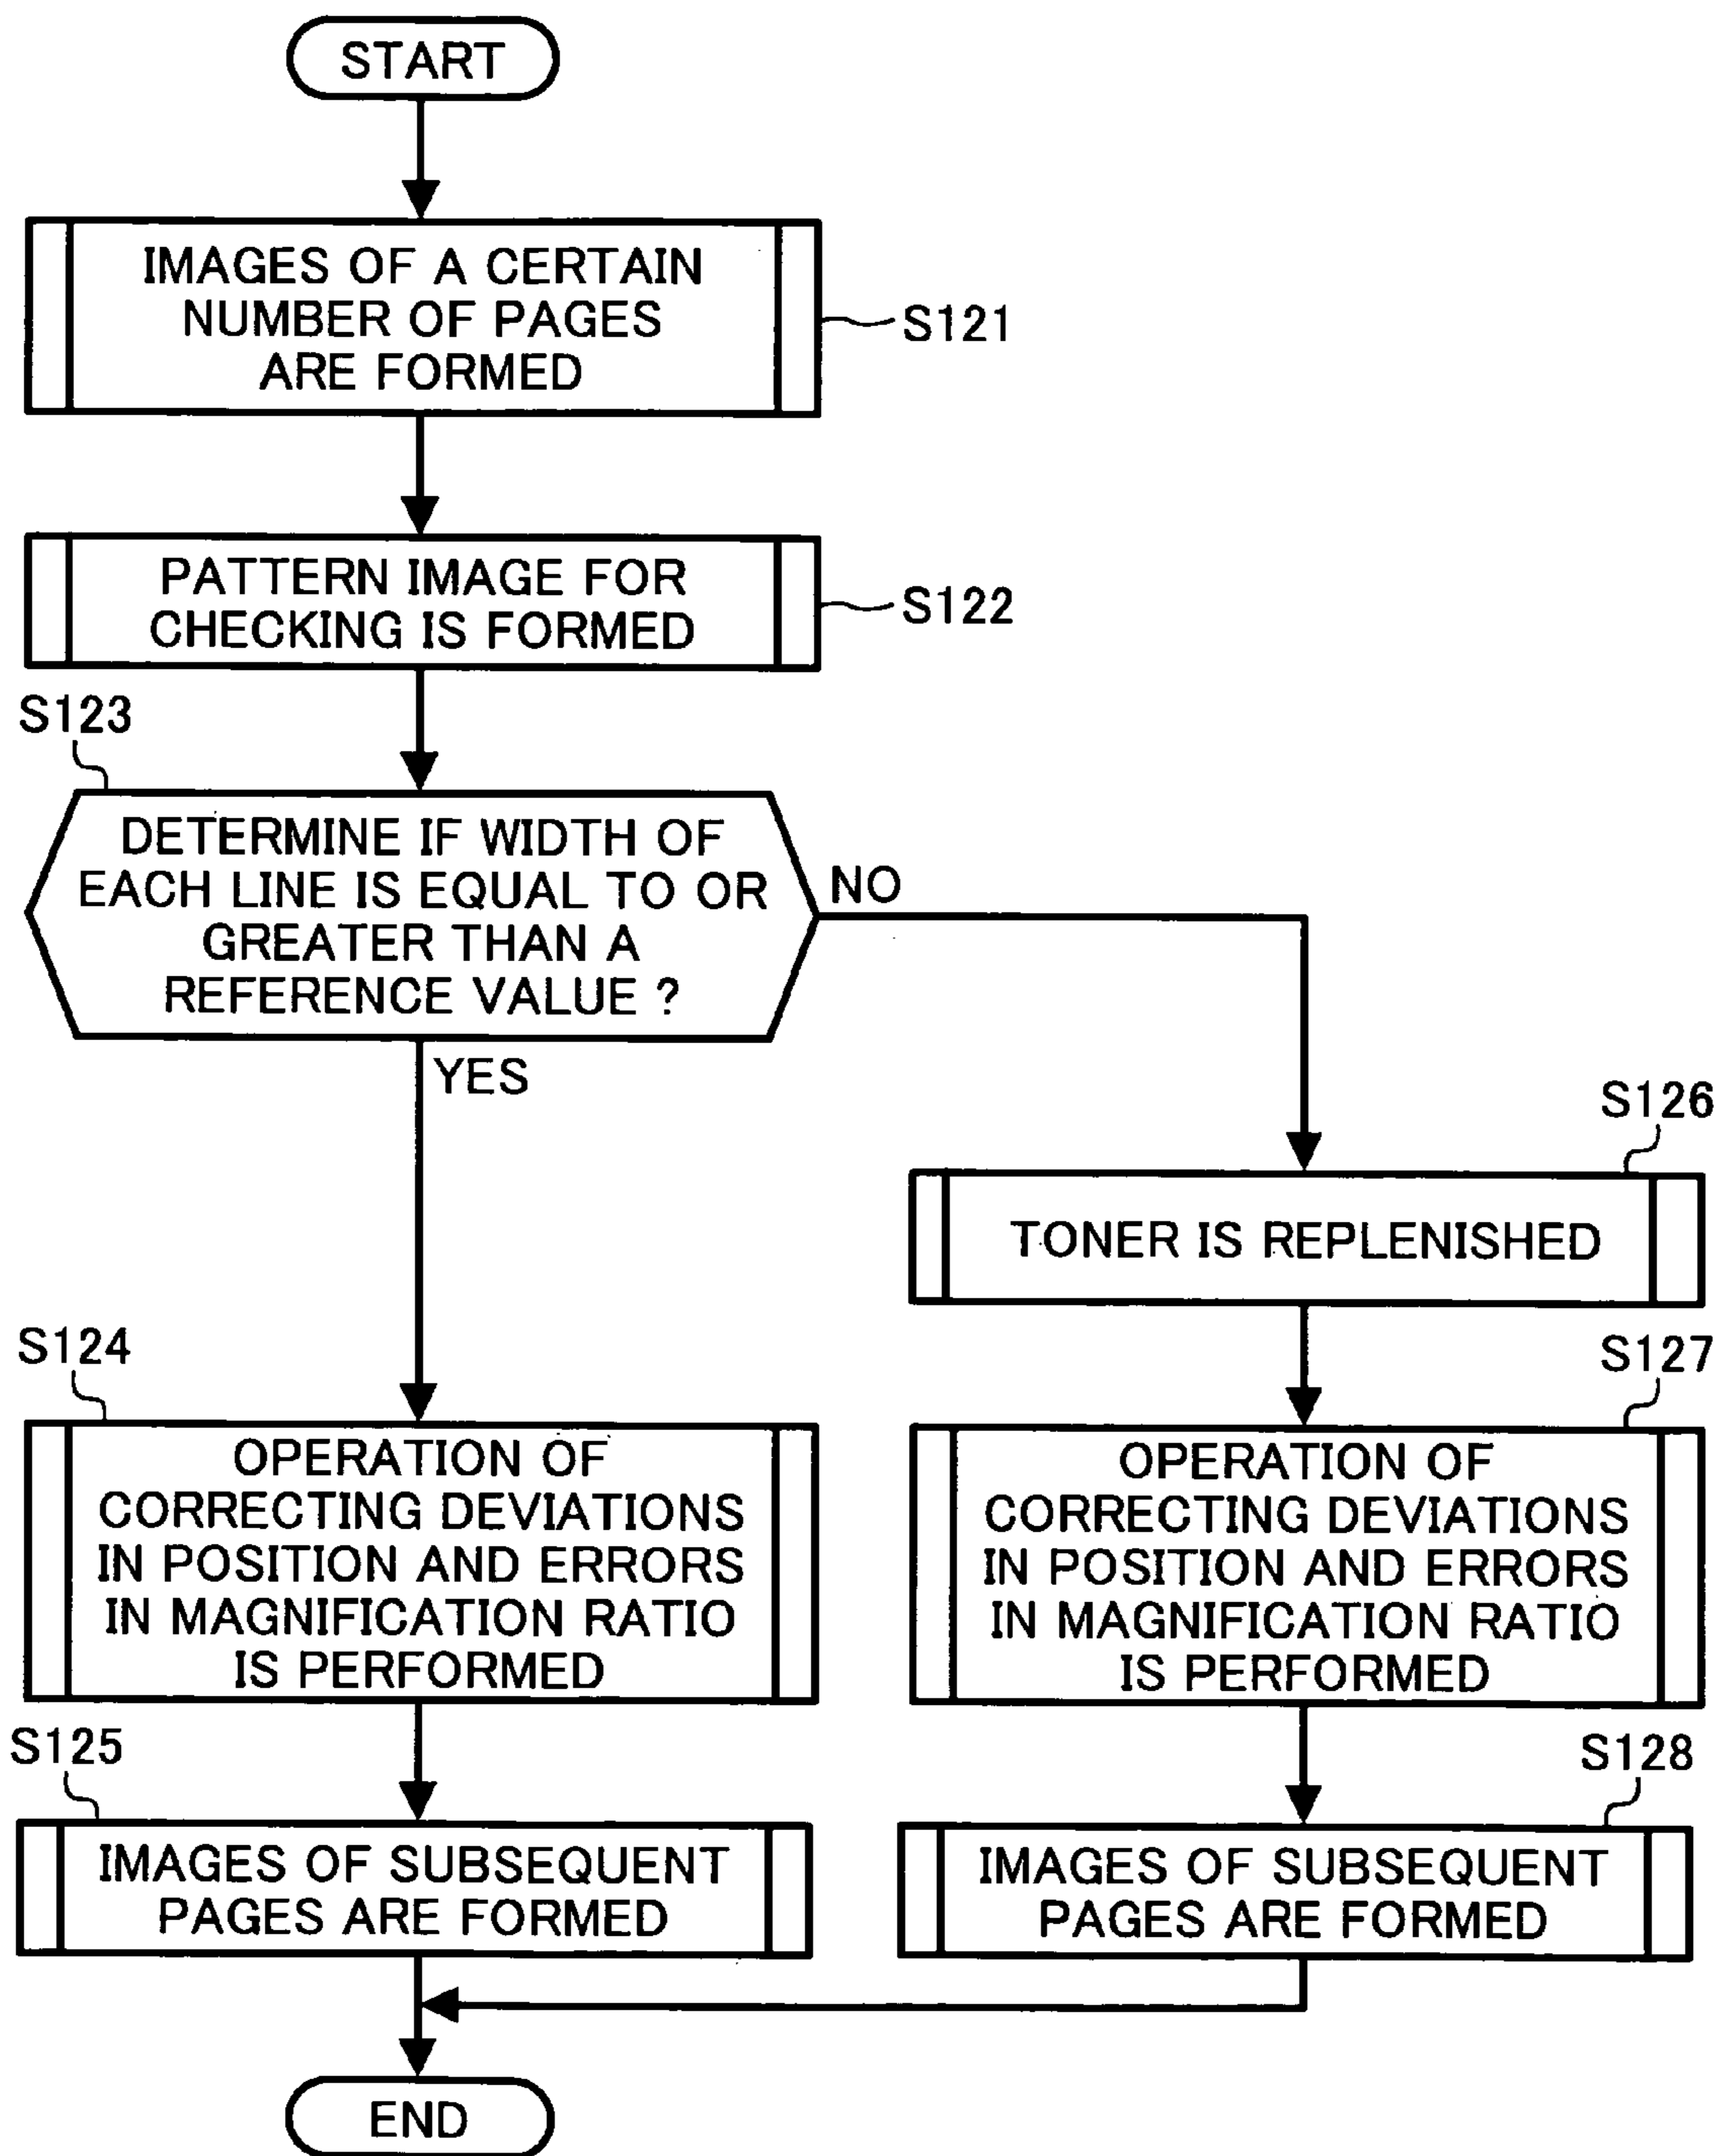 START
IMAGES OF A CERTAIN
NUMBER OF PAGES
ARE FORMED
S121
PATTERN IMAGE FOR
CHECKING IS FORMED
S122
S123
DETERMINE IF WIDTH OF
EACH LINE IS EQUAL TO OR
GREATER THAN A
REFERENCE VALUE ?
NO
YES
S126
TONER IS REPLENISHED
S124
OPERATION OF
CORRECTING DEVIATIONS
IN POSITION AND ERRORS
IN MAGNIFICATION RATIO
IS PERFORMED
S127
OPERATION OF
CORRECTING DEVIATIONS
IN POSITION AND ERRORS
IN MAGNIFICATION RATIO
IS PERFORMED
S125
IMAGES OF SUBSEQUENT
PAGES ARE FORMED
S128
IMAGES OF SUBSEQUENT
PAGES ARE FORMED
END